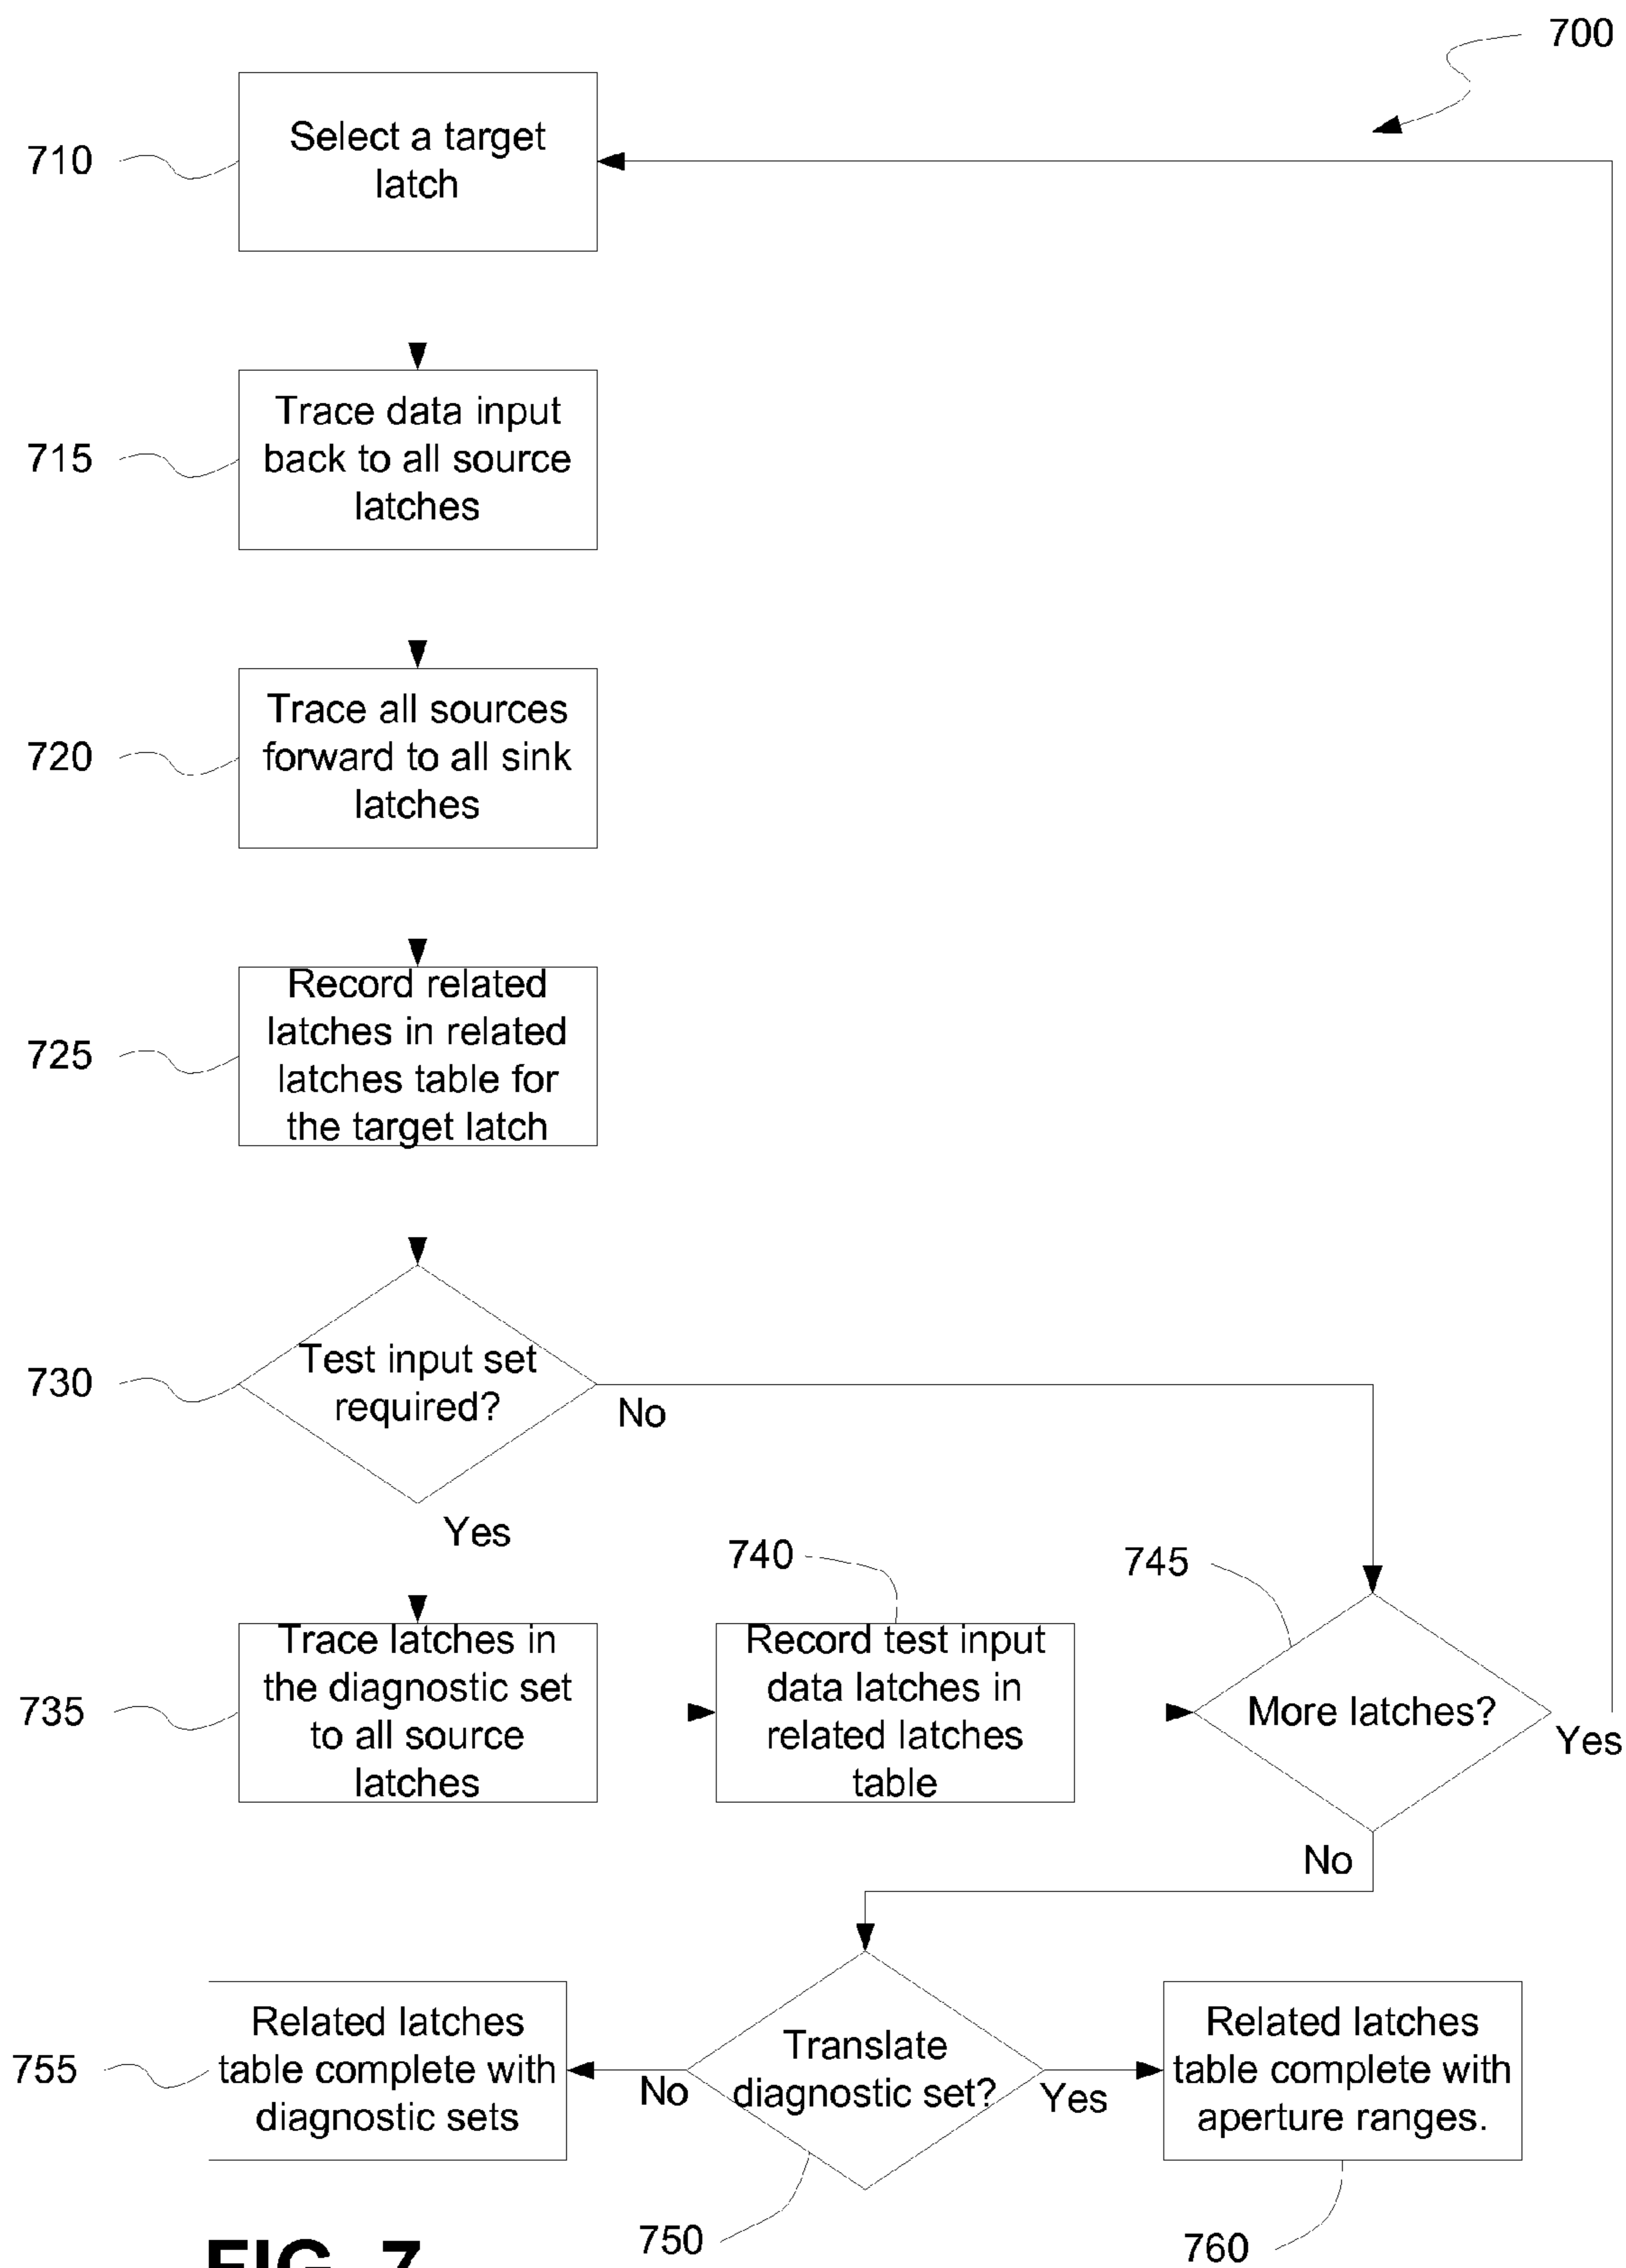 700
710
Select a target
latch
715
Trace data input
back to all source
latches
720
Trace all sources
forward to all sink
latches
725
Record related
latches in related
latches table for
the target latch
730
Test input set
required?
No
Yes
740
745
735
Trace latches in
the diagnostic set
to all source
latches
Record test input
data latches in
related latches
table
More latches?
Yes
No
755
Related latches
table complete with
diagnostic sets
No
Translate
diagnostic set?
Yes
Related latches
table complete with
aperture ranges.
750
760
FIG. 7